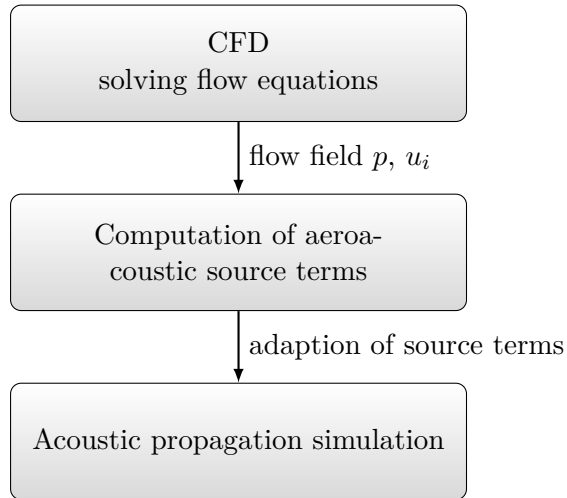 CFD
solving flow equations
flow field p, u_i
Computation of aeroa-
coustic source terms
adaption of source terms
Acoustic propagation simulation